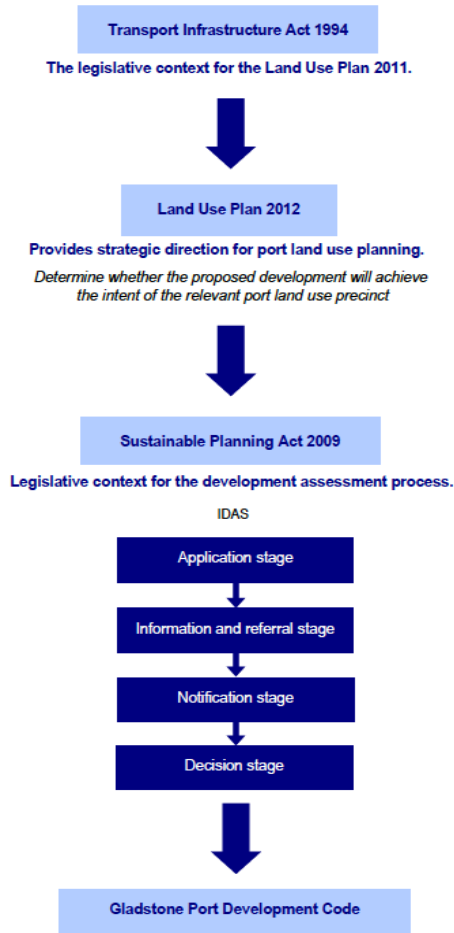 Transport Infrastructure Act 1994
The legislative context for the Land Use Plan 2011.
Land Use Plan 2012
Provides strategic direction for port land use planning.
Determine whether the proposed development will achieve
the intent of the relevant port land use precinct
Sustainable Planning Act 2009
Legislative context for the development assessment process.
IDAS
Application stage
Information and referral stage
Notification stage
Decision stage
Gladstone Port Development Code